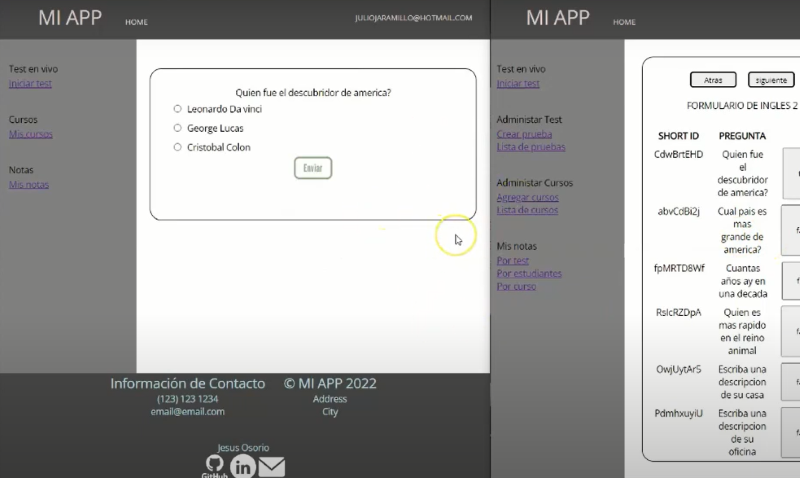 MI APP
HOME
JULIOJARAMILLO@HOTMAIL.COM
Test en vivo
Iniciar test
Cursos
Mis cursos
Notas
Mis notas
Quien fue el descubridor de america?
Leonardo Da vinci
George Lucas
Cristobal Colon
Enviar
Información de Contacto
(123) 123 1234
email@email.com
© MI APP 2022
Address
City
Jesus Osorio
GitHub
in
MI APP
HOME
Test en vivo
Iniciar test
Administar Test
Crear prueba
Lista de pruebas
Administar Cursos
Agregar cursos
Lista de cursos
Mis notas
Por test
Por estudiantes
Por curso
Atras
siguiente
FORMULARIO DE INGLES 2
SHORT ID
PREGUNTA
CdwBrtEHD
Quien fue
el
descubridor
de america?
abvCdBi2j
Cual pais es
mas
grande de
america?
fpMRTD8Wf
Cuantas
años ay en
una decada
RsIcRZDpA
Quien es
mas rapido
en el reino
animal
OwjUytArS
Escriba una
descripcion
de su casa
PdmhxuyiU
Escriba una
descripcion
de su
oficina